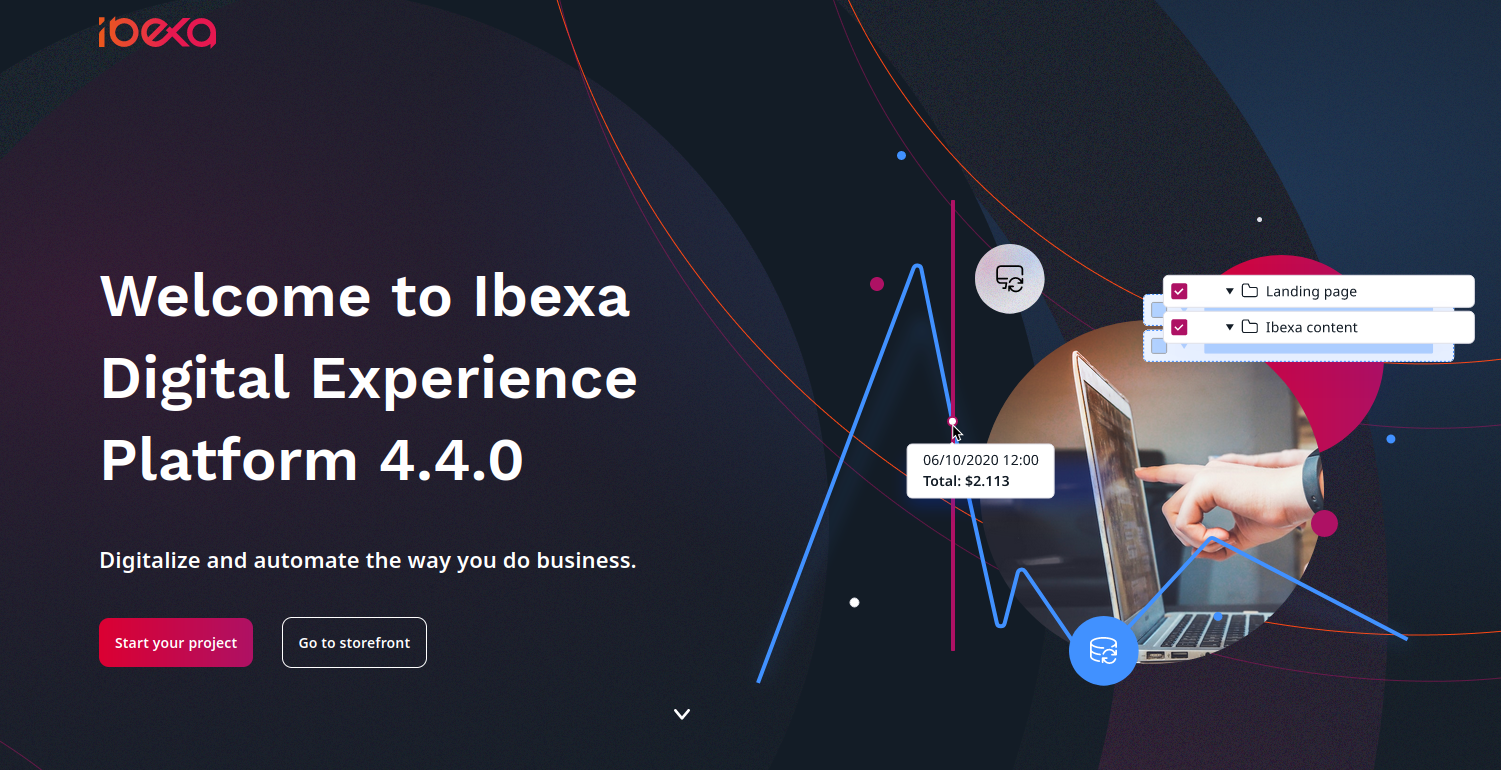 ibexa
Welcome to Ibexa
Digital Experience
Platform 4.4.0
Digitalize and automate the way you do business.
Start your project
Go to storefront
Landing page
Ibexa content
06/10/2020 12:00
Total: $2.113